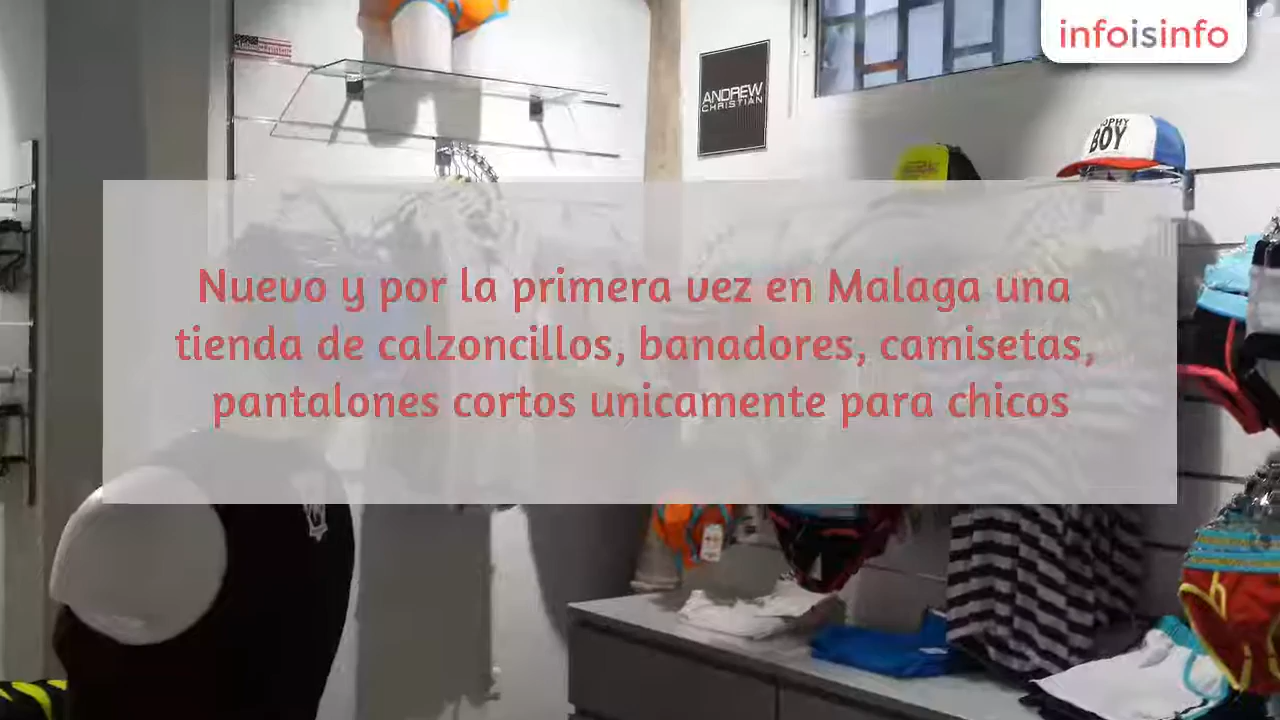 infoisinfo
ANDREW
CHRISTIAN
BOY
Nuevo y por la primera vez en Malaga una
tienda de calzoncillos, banadores, camisetas,
pantalones cortos unicamente para chicos